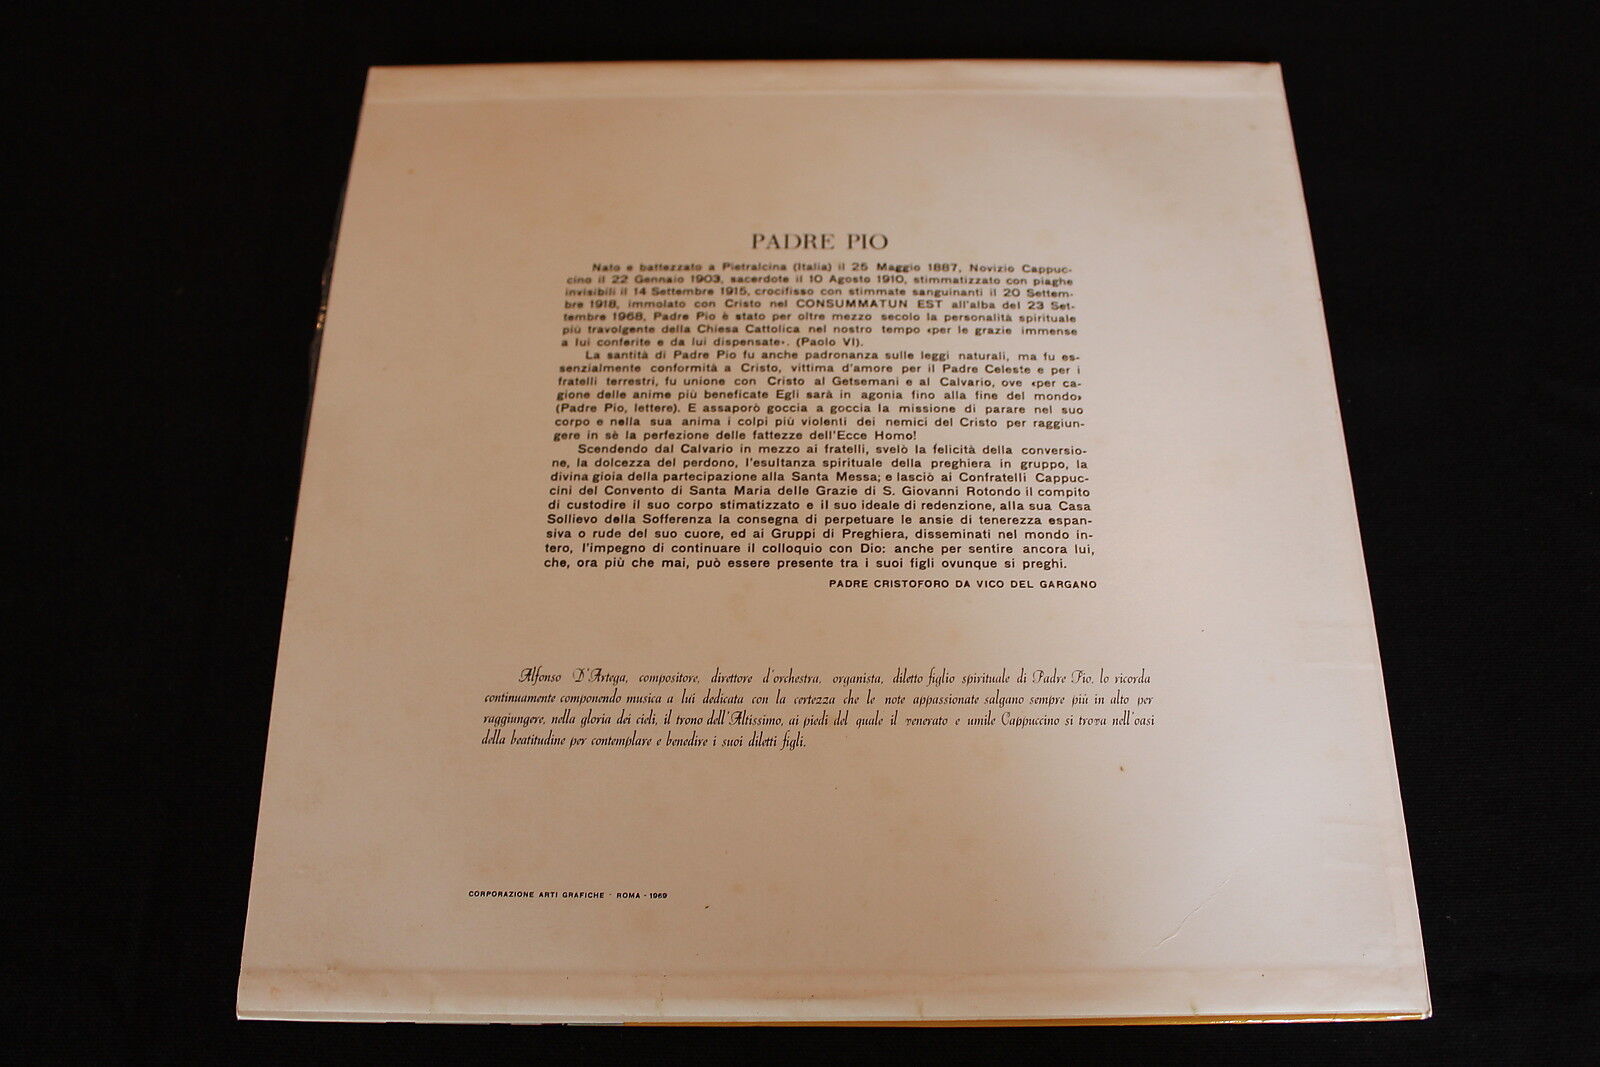 PADRE PIO
Nato e battezzato a Pietralcina (Italia) il 25 Maggio 1887, Novizio Cappuc-
cino il 22 Gennaio 1903, sacerdote il 10 Agosto 1910, stimmatizzato con piaghe
invisibili il 14 Settembre 1915, crocifisso con stimmate sanguinanti il 20 Settem-
bre 1918, immolato con Cristo nel CONSUMMATUN EST all'alba del 23 Set-
tembre 1968, Padre Pio è stato per oltre mezzo secolo la personalità spirituale
più travolgente della Chiesa Cattolica nel nostro tempo «per le grazie immense
a lui conferite e da lui dispensate». (Paolo VI).
La santità di Padre Pio fu anche padronanza sulle leggi naturali, ma fu es-
senzialmente conformità a Cristo, vittima d'amore per il Padre Celeste e per i
fratelli terrestri, fu unione con Cristo al Getsemani e al Calvario, ove «per ca-
gione delle anime più beneficate Egli sarà in agonia fino alla fine del mondo»
(Padre Pio, lettere). E assaporò goccia a goccia la missione di parare nel suo
corpo e nella sua anima i colpi più violenti dei nemici del Cristo per raggiun-
gere in sè la perfezione delle fattezze dell'Ecce Homo!
Scendendo dal Calvario in mezzo ai fratelli, svelò la felicità della conversio-
ne, la dolcezza del perdono, l'esultanza spirituale della preghiera in gruppo, la
divina gioia della partecipazione alla Santa Messa; e lasciò ai Confratelli Cappuc-
cini del Convento di Santa Maria delle Grazie di S. Giovanni Rotondo il compito
di custodire il suo corpo stimatizzato e il suo ideale di redenzione, alla sua Casa
Sollievo della Sofferenza la consegna di perpetuare le ansie di tenerezza espan-
siva o rude del suo cuore, ed ai Gruppi di Preghiera, disseminati nel mondo in-
tero, l'impegno di continuare il colloquio con Dio: anche per sentire ancora lui,
che, ora più che mai, può essere presente tra i suoi figli ovunque si preghi.
PADRE CRISTOFORO DA VICO DEL GARGANO
Alfonso D'Artega, compositore, direttore d'orchestra, organista, diletto figlio spirituale di Padre Pio, lo ricorda
continuamente componendo musica a lui dedicata con la certezza che le note appassionate salgano sempre più in alto per
raggiungere, nella gloria dei cieli, il trono dell'Altissimo, ai piedi del quale il venerato e umile Cappuccino si trova nell'oasi
della beatitudine per contemplare e benedire i suoi diletti figli.
CORPORAZIONE ARTI GRAFICHE - ROMA - 1969